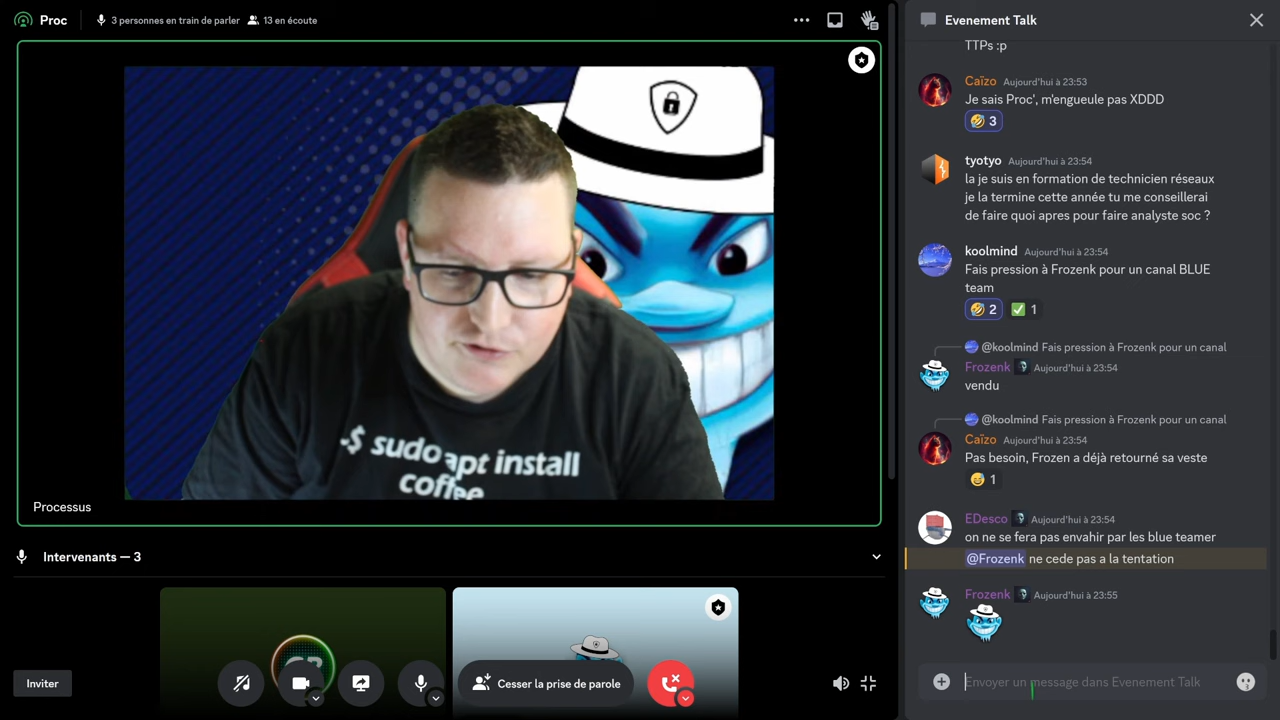 Proc
3 personnes en train de parler
13 en écoute
Evenement Talk
TTPs :p
Caïzo Aujourd'hui à 23:53
Je sais Proc', m'engueule pas XDDD
3
tyotyo Aujourd'hui à 23:54
la je suis en formation de technicien réseaux
je la termine cette année tu me conseillerai
de faire quoi apres pour faire analyste soc ?
koolmind Aujourd'hui à 23:54
Fais pression à Frozenk pour un canal BLUE
team
2
1
@koolmind Fais pression à Frozenk pour un canal
Frozenk Aujourd'hui à 23:54
vendu
@koolmind Fais pression à Frozenk pour un canal
Caïzo Aujourd'hui à 23:54
Pas besoin, Frozen a déjà retourné sa veste
1
EDesco Aujourd'hui à 23:54
on ne se fera pas envahir par les blue teamer
@Frozenk ne cede pas a la tentation
Frozenk Aujourd'hui à 23:55
Envoyer un message dans Evenement Talk
-$ sudo apt install
coffee
Processus
Intervenants — 3
Inviter
Cesser la prise de parole